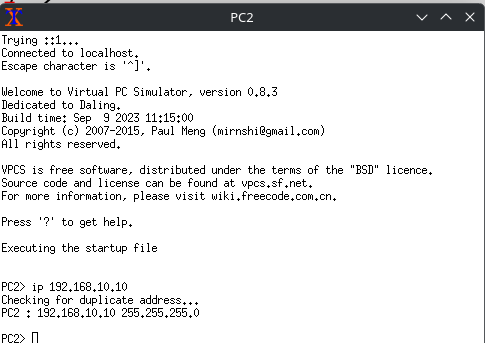 PC2
Trying ::1...
Connected to localhost.
Escape character is '^]'.
Welcome to Virtual PC Simulator, version 0.8.3
Dedicated to Daling.
Build time: Sep  9 2023 11:15:00
Copyright (c) 2007-2015, Paul Meng (mirnshi@gmail.com)
All rights reserved.
VPCS is free software, distributed under the terms of the "BSD" licence.
Source code and license can be found at vpcs.sf.net.
For more information, please visit wiki.freecode.com.cn.
Press '?' to get help.
Executing the startup file
PC2> ip 192.168.10.10
Checking for duplicate address...
PC2 : 192.168.10.10 255.255.255.0
PC2>